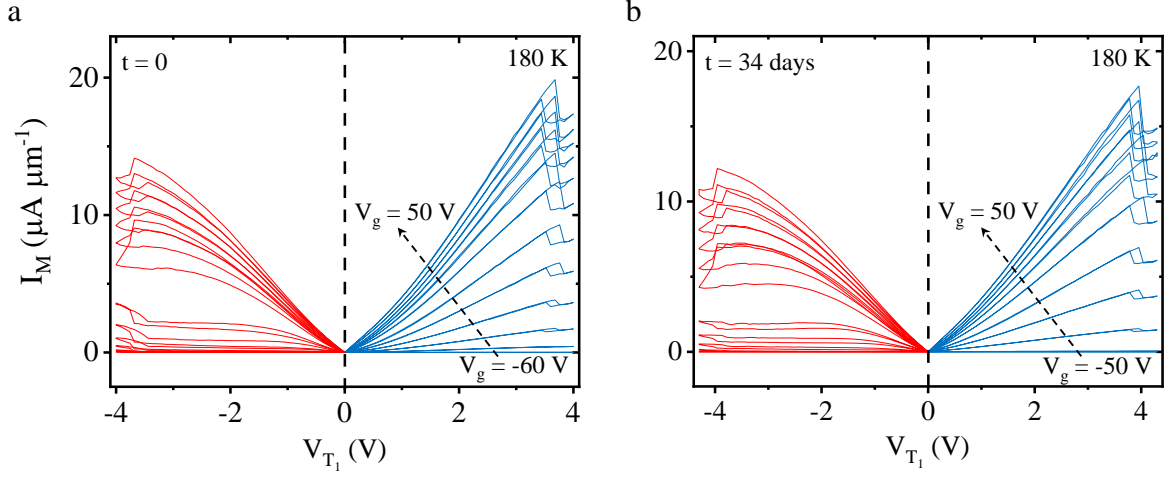 a
t = 0
180 K
V_g = 50 V
V_g = -60 V
I_M (μA μm⁻¹)
20
10
0
-4 -2 0 2 4
V_T₁ (V)
b
t = 34 days
180 K
V_g = 50 V
V_g = -50 V
20
10
0
-4 -2 0 2 4
V_T₁ (V)